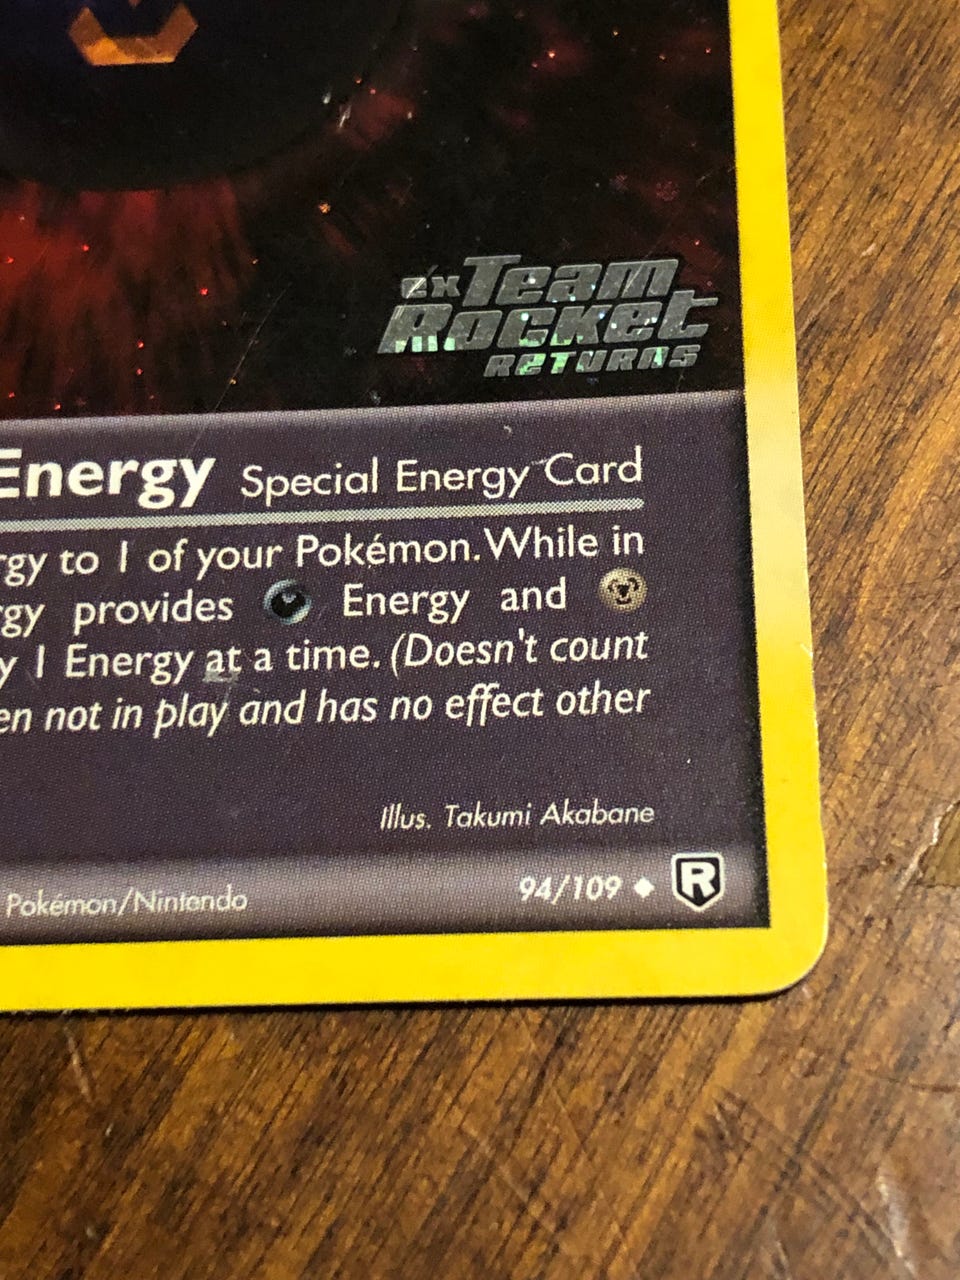 ex Team
Rocket
RETURNS
Energy Special Energy Card
rgy to 1 of your Pokémon. While in
rgy provides Energy and
y 1 Energy at a time. (Doesn't count
en not in play and has no effect other
Illus. Takumi Akabane
Pokémon/Nintendo 94/109
R